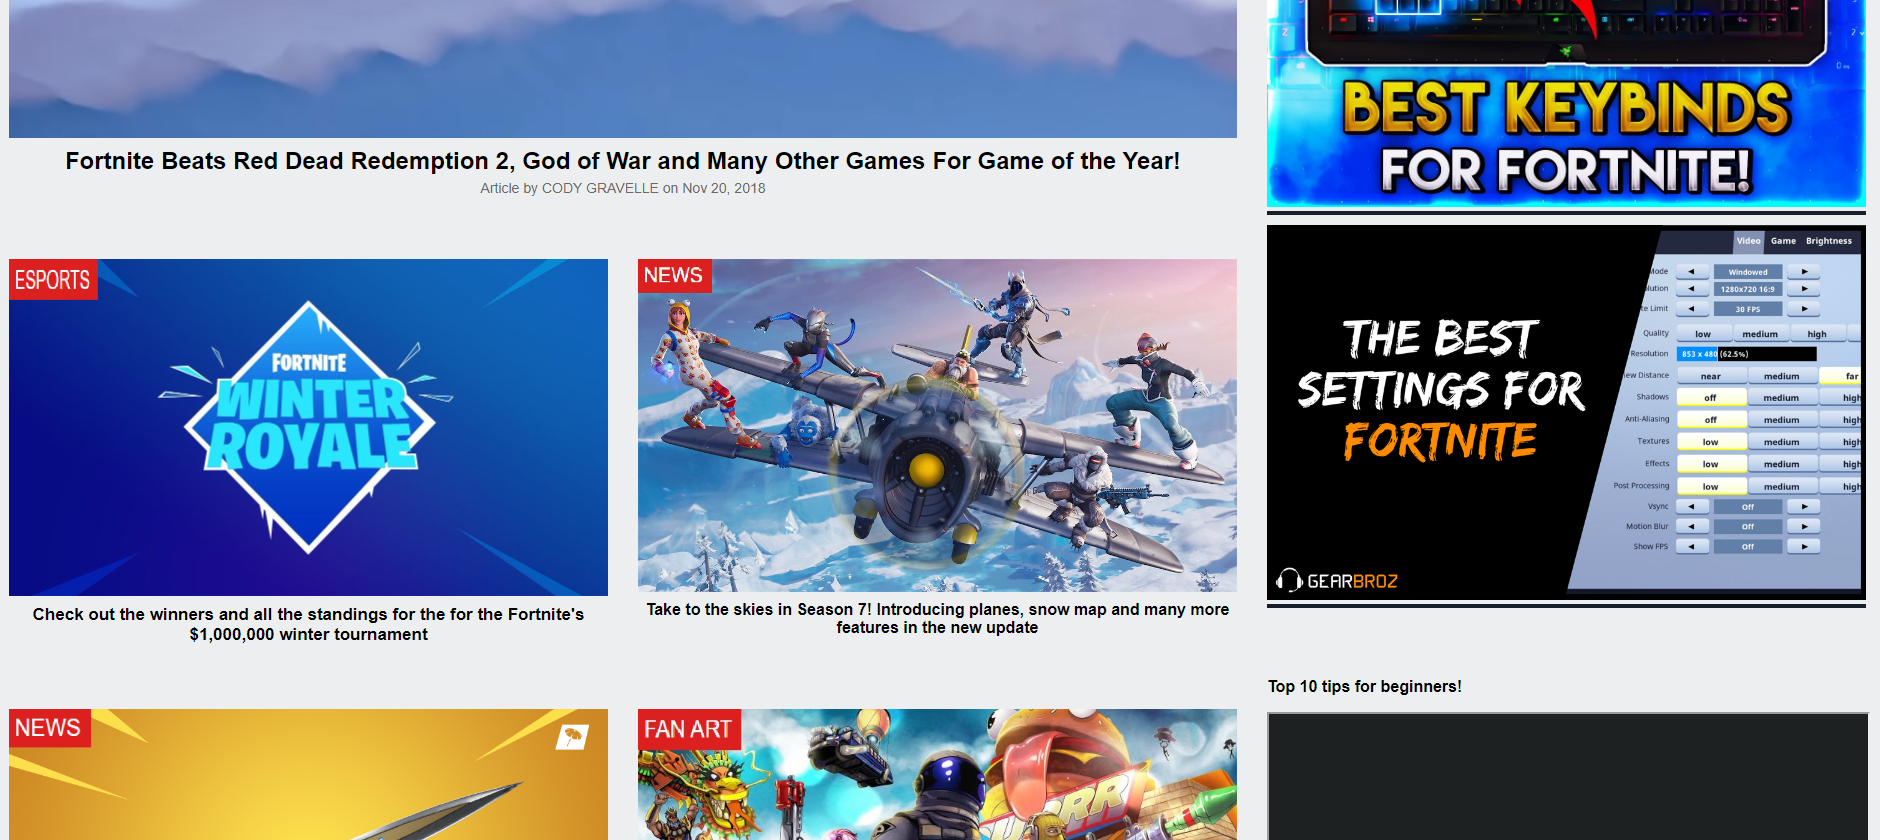 Fortnite Beats Red Dead Redemption 2, God of War and Many Other Games For Game of the Year!
Article by CODY GRAVELLE on Nov 20, 2018
ESPORTS
FORTNITE
WINTER
ROYALE
Check out the winners and all the standings for the for the Fortnite's
$1,000,000 winter tournament
NEWS
Take to the skies in Season 7! Introducing planes, snow map and many more
features in the new update
NEWS
FAN ART
BEST KEYBINDS
FOR FORTNITE!
THE BEST
SETTINGS FOR
FORTNITE
GEARBROZ
Video Game Brightness
Mode Windowed
lution 1280x720 16:9
te Limit 30 FPS
Quality low medium high
Resolution 853 x 480 (62.5%)
ew Distance near medium far
Shadows off medium high
Anti-Aliasing off medium high
Textures low medium high
Effects low medium high
Post Processing low medium high
Vsync Off
Motion Blur Off
Show FPS Off
Top 10 tips for beginners!